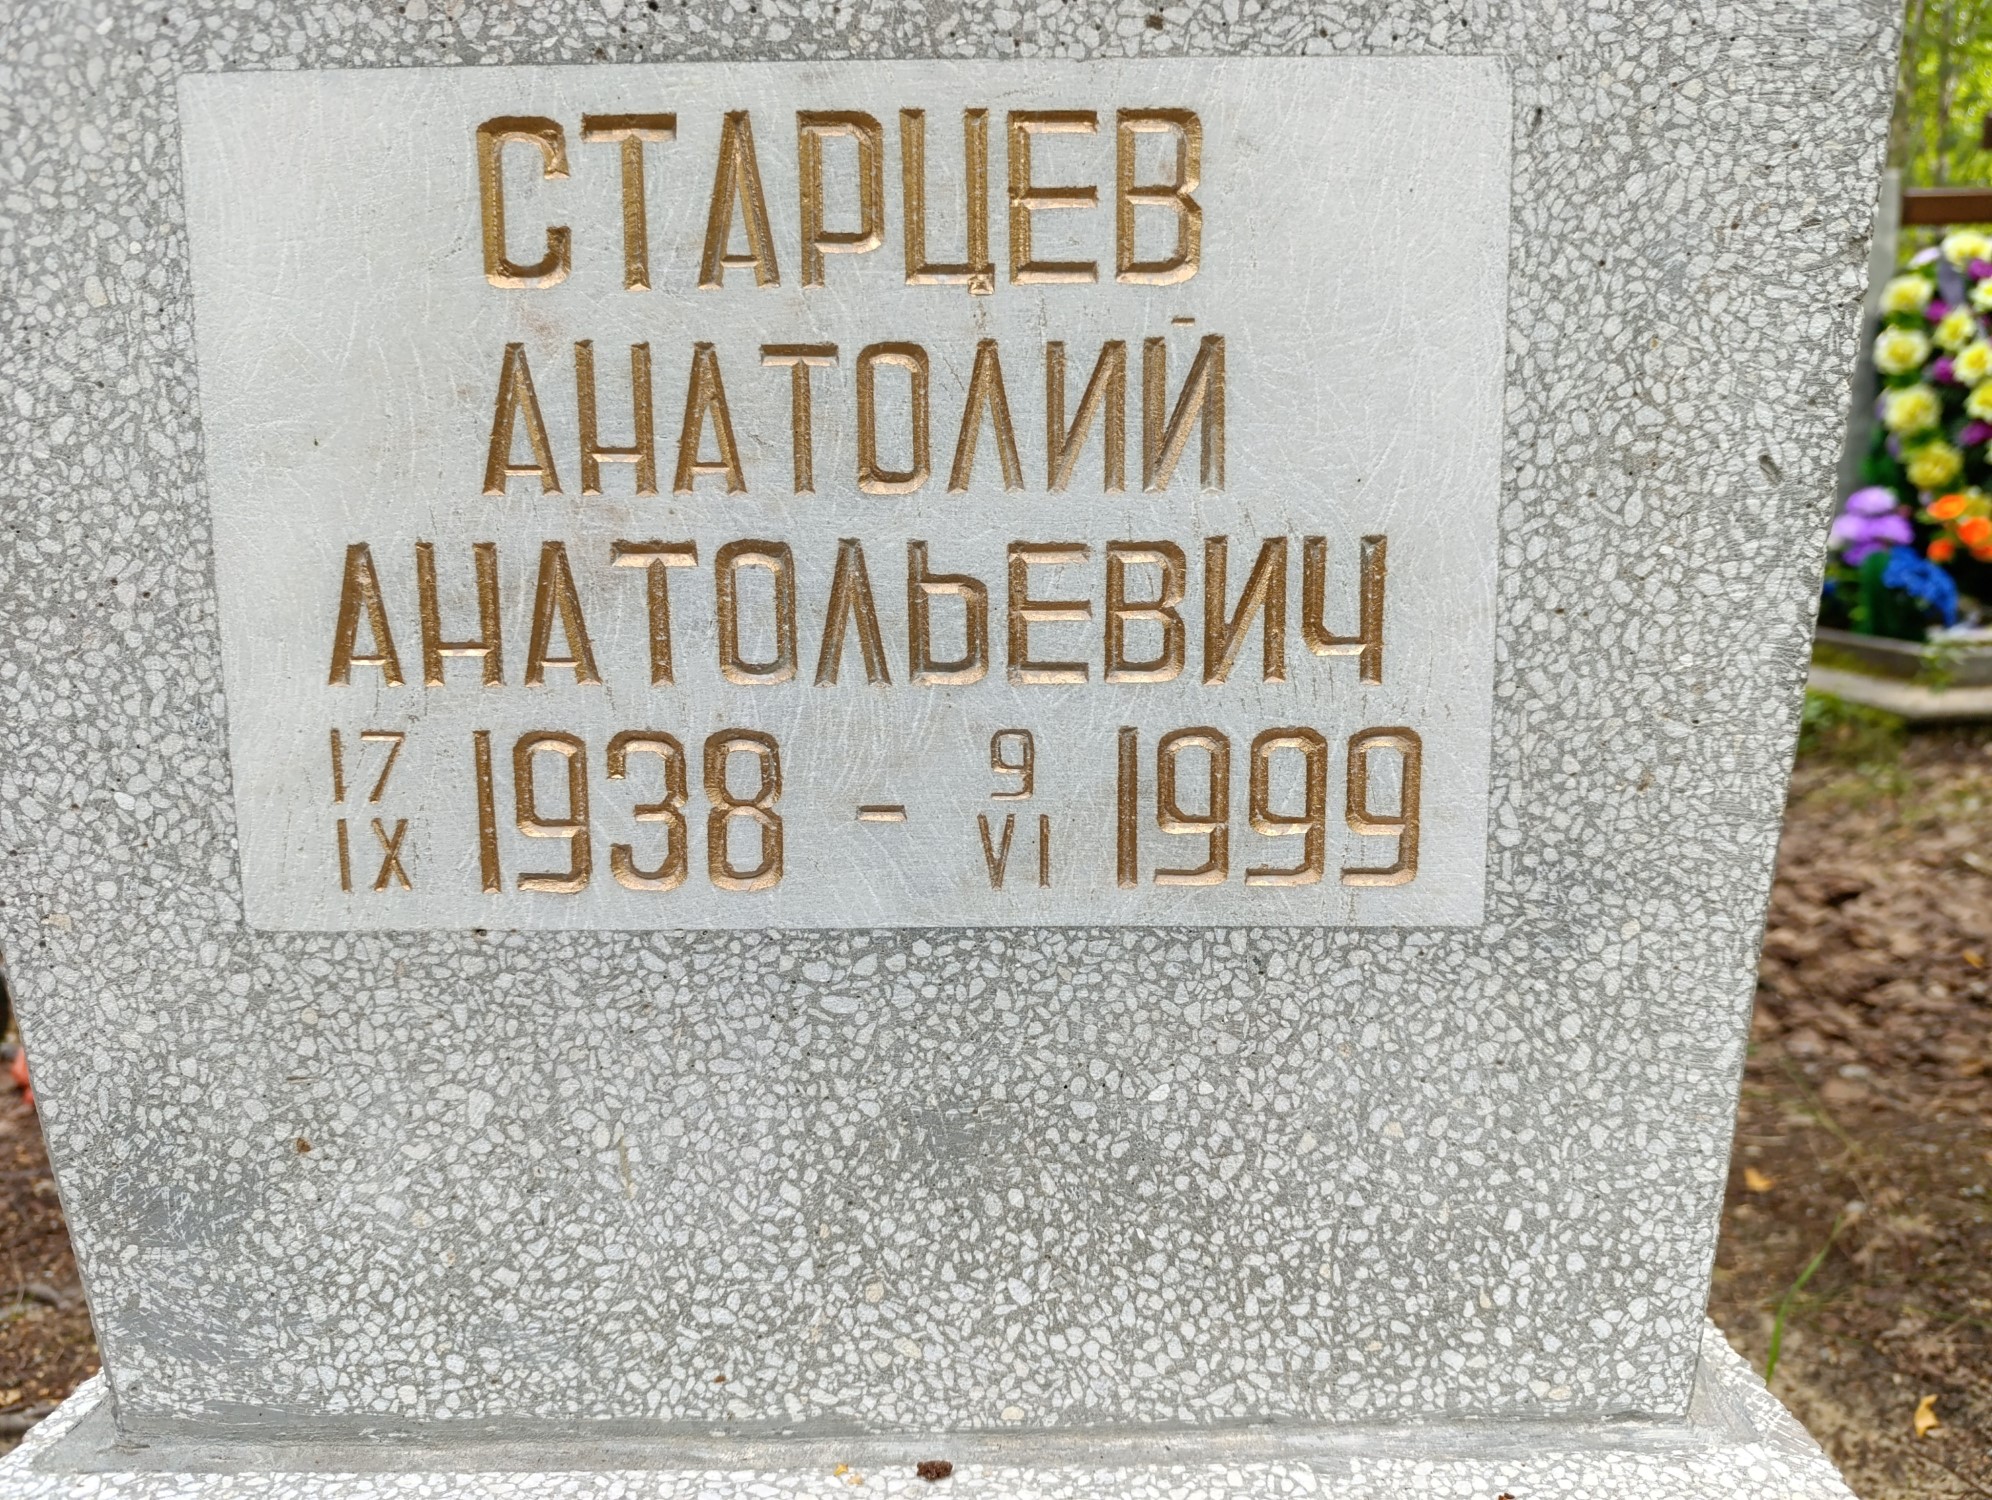 СТАРЦЕВ
АНАТОЛИЙ
АНАТОЛЬЕВИЧ
17 IX 1938 - 9 VI 1999